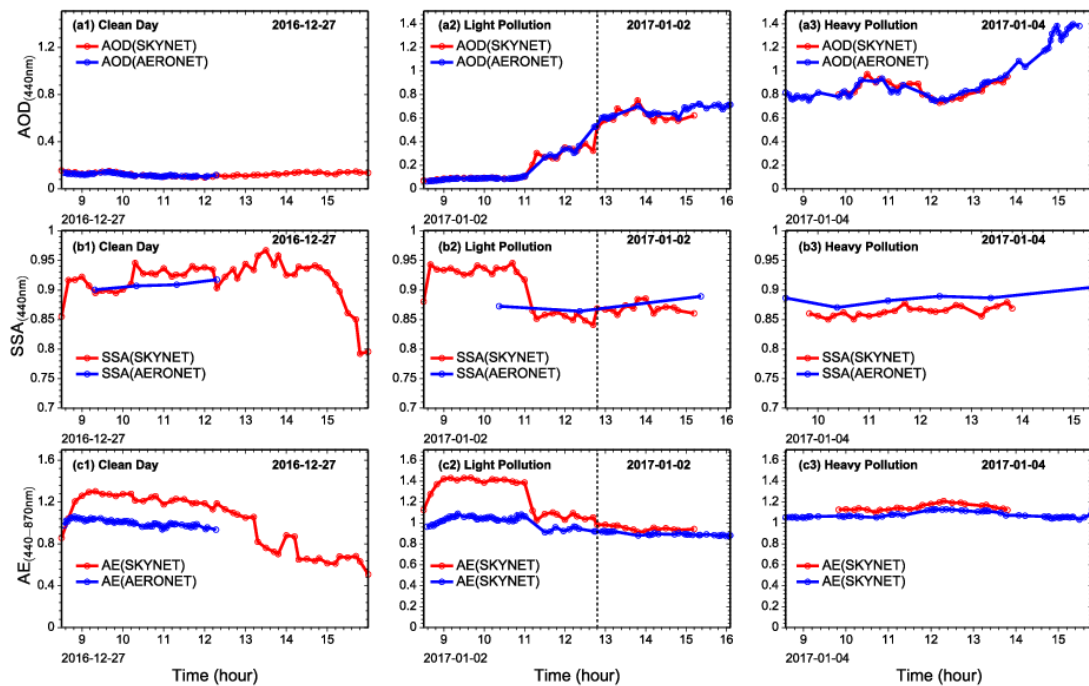 (a1) Clean Day 2016-12-27
AOD(SKYNET)
AOD(AERONET)
AOD(440nm)
1.4
1.2
1
0.8
0.6
0.4
0.2
0
9 10 11 12 13 14 15
2016-12-27
(a2) Light Pollution 2017-01-02
AOD(SKYNET)
AOD(AERONET)
1.4
1.2
1
0.8
0.6
0.4
0.2
0
9 10 11 12 13 14 15 16
2017-01-02
(a3) Heavy Pollution 2017-01-04
AOD(SKYNET)
AOD(AERONET)
1.4
1.2
1
0.8
0.6
0.4
0.2
0
9 10 11 12 13 14 15
2017-01-04
(b1) Clean Day 2016-12-27
SSA(SKYNET)
SSA(AERONET)
SSA(440nm)
1
0.95
0.9
0.85
0.8
0.75
0.7
9 10 11 12 13 14 15
2016-12-27
(b2) Light Pollution 2017-01-02
SSA(SKYNET)
SSA(AERONET)
1
0.95
0.9
0.85
0.8
0.75
0.7
9 10 11 12 13 14 15 16
2017-01-02
(b3) Heavy Pollution 2017-01-04
SSA(SKYNET)
SSA(AERONET)
1
0.95
0.9
0.85
0.8
0.75
0.7
9 10 11 12 13 14 15
2017-01-04
(c1) Clean Day 2016-12-27
AE(SKYNET)
AE(AERONET)
AE(440–870nm)
1.6
1.4
1.2
1
0.8
0.6
0.4
0.2
0
9 10 11 12 13 14 15
2016-12-27
Time (hour)
(c2) Light Pollution 2017-01-02
AE(SKYNET)
AE(SKYNET)
1.6
1.4
1.2
1
0.8
0.6
0.4
0.2
0
9 10 11 12 13 14 15 16
2017-01-02
Time (hour)
(c3) Heavy Pollution 2017-01-04
AE(SKYNET)
AE(SKYNET)
1.6
1.4
1.2
1
0.8
0.6
0.4
0.2
0
9 10 11 12 13 14 15
2017-01-04
Time (hour)